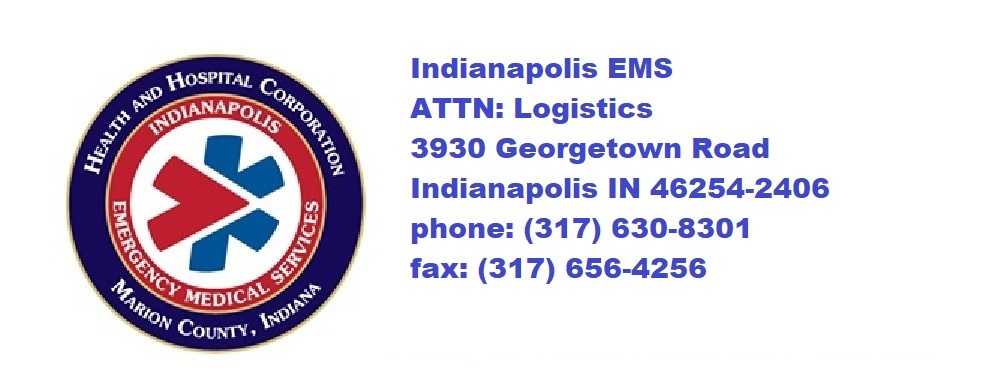 HEALTH AND HOSPITAL CORPORATION
INDIANAPOLIS
EMERGENCY MEDICAL SERVICES
MARION COUNTY, INDIANA
Indianapolis EMS
ATTN: Logistics
3930 Georgetown Road
Indianapolis IN 46254-2406
phone: (317) 630-8301
fax: (317) 656-4256